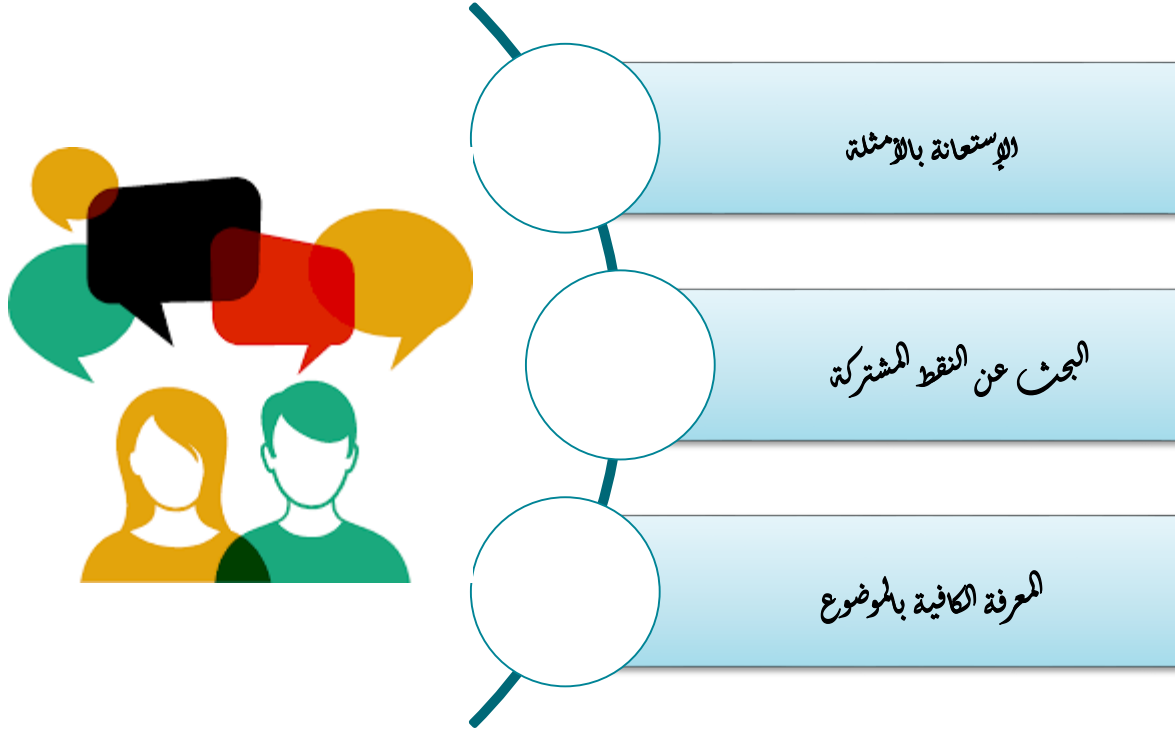 الإستعانة بالأمثلة
البحث عن النقط المشتركة
المعرفة الكافية بالموضوع